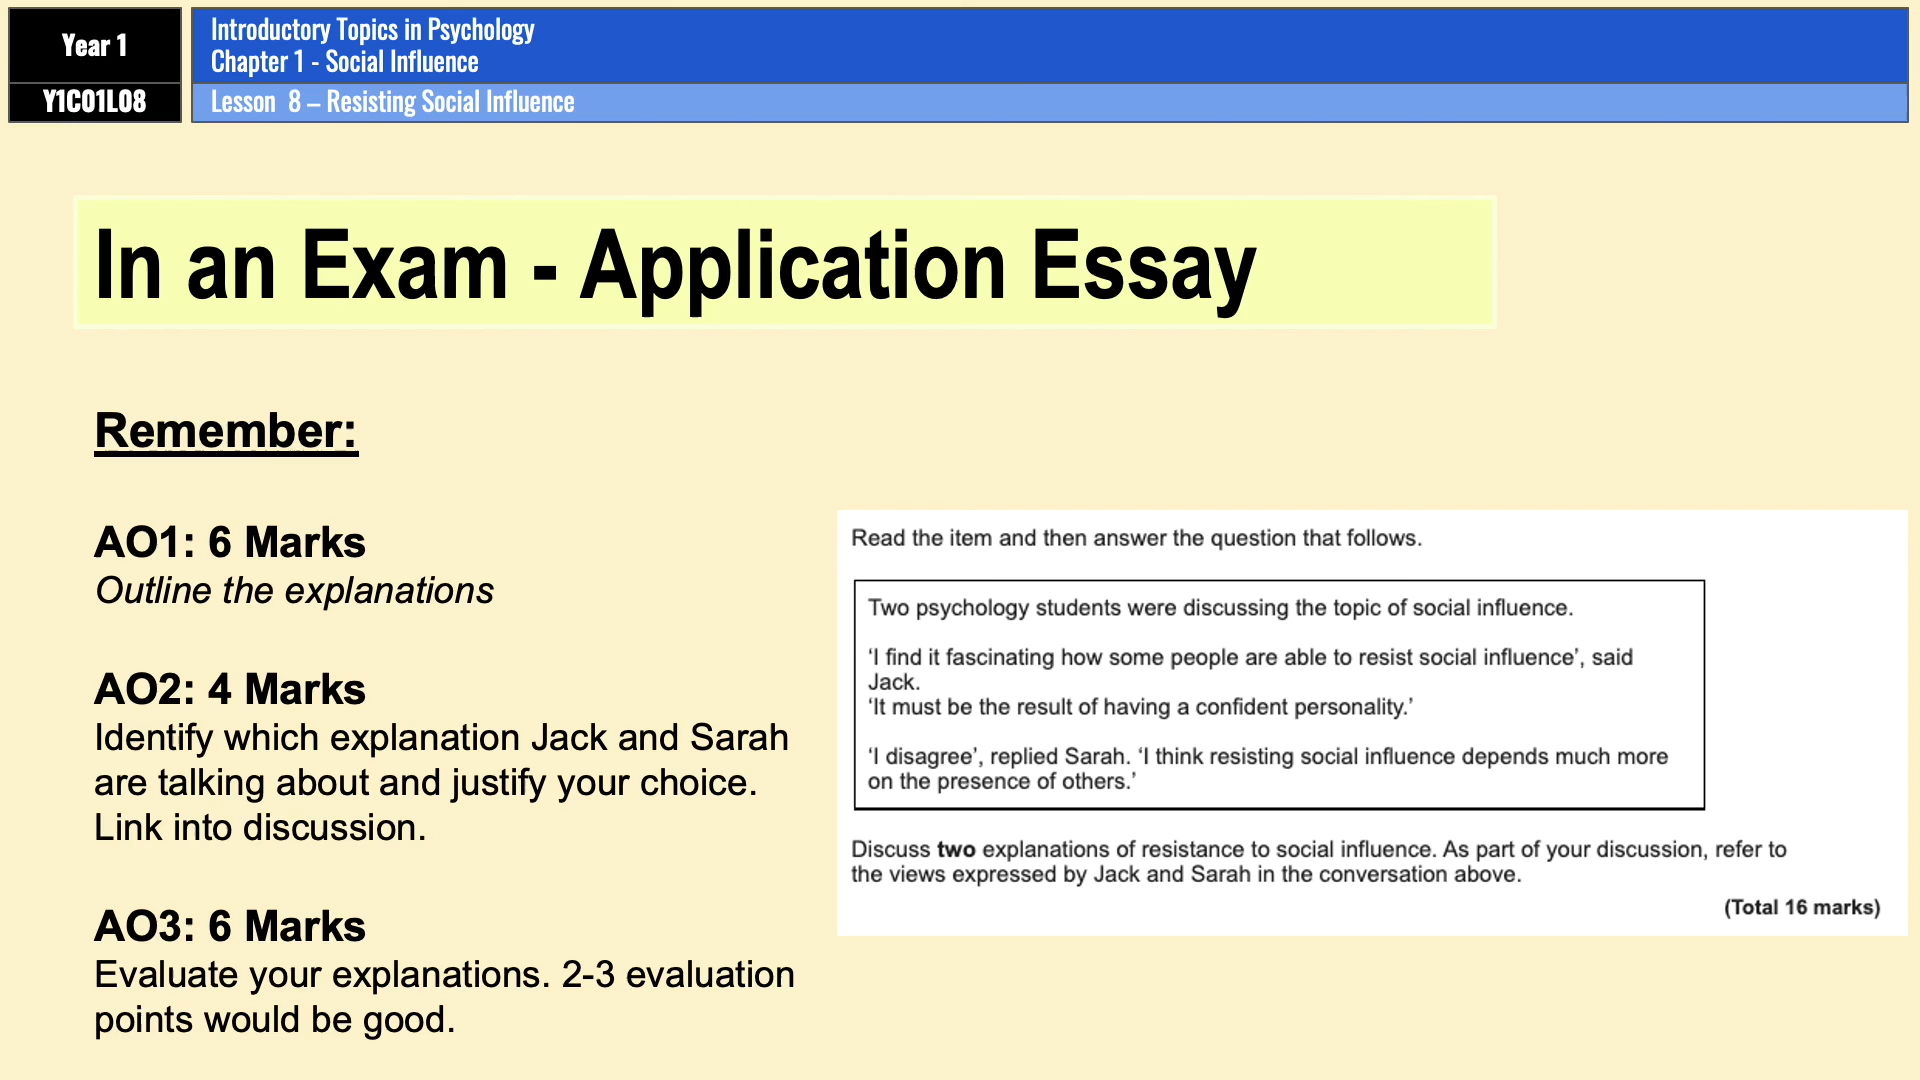 Year 1
Introductory Topics in Psychology
Chapter 1 - Social Influence
Y1C01L08
Lesson  8 – Resisting Social Influence
In an Exam - Application Essay
Remember:
AO1: 6 Marks
Outline the explanations
AO2: 4 Marks
Identify which explanation Jack and Sarah
are talking about and justify your choice.
Link into discussion.
AO3: 6 Marks
Evaluate your explanations. 2-3 evaluation
points would be good.
Read the item and then answer the question that follows.
Two psychology students were discussing the topic of social influence.
‘I find it fascinating how some people are able to resist social influence’, said
Jack.
‘It must be the result of having a confident personality.’
‘I disagree’, replied Sarah. ‘I think resisting social influence depends much more
on the presence of others.’
Discuss two explanations of resistance to social influence. As part of your discussion, refer to
the views expressed by Jack and Sarah in the conversation above.
(Total 16 marks)